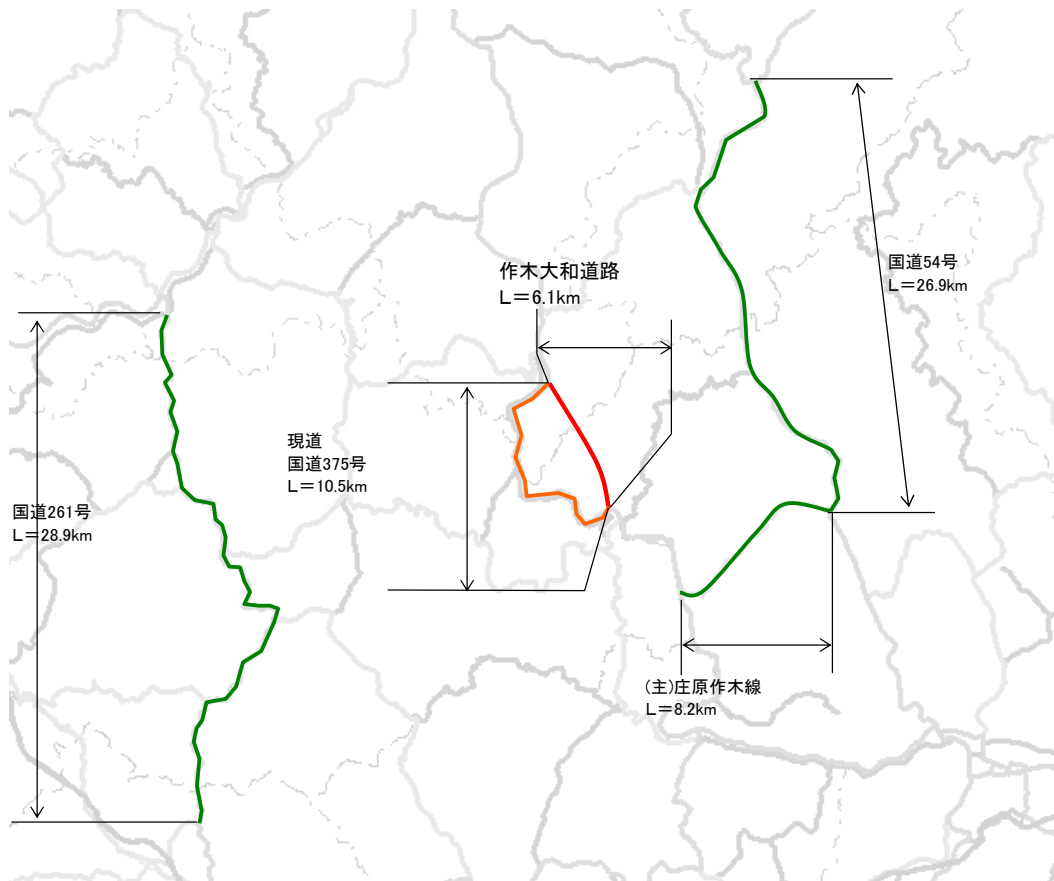 国道54号
L=26.9km
作木大和道路
L=6.1km
現道
国道375号
L=10.5km
国道261号
L=28.9km
(主)庄原作木線
L=8.2km